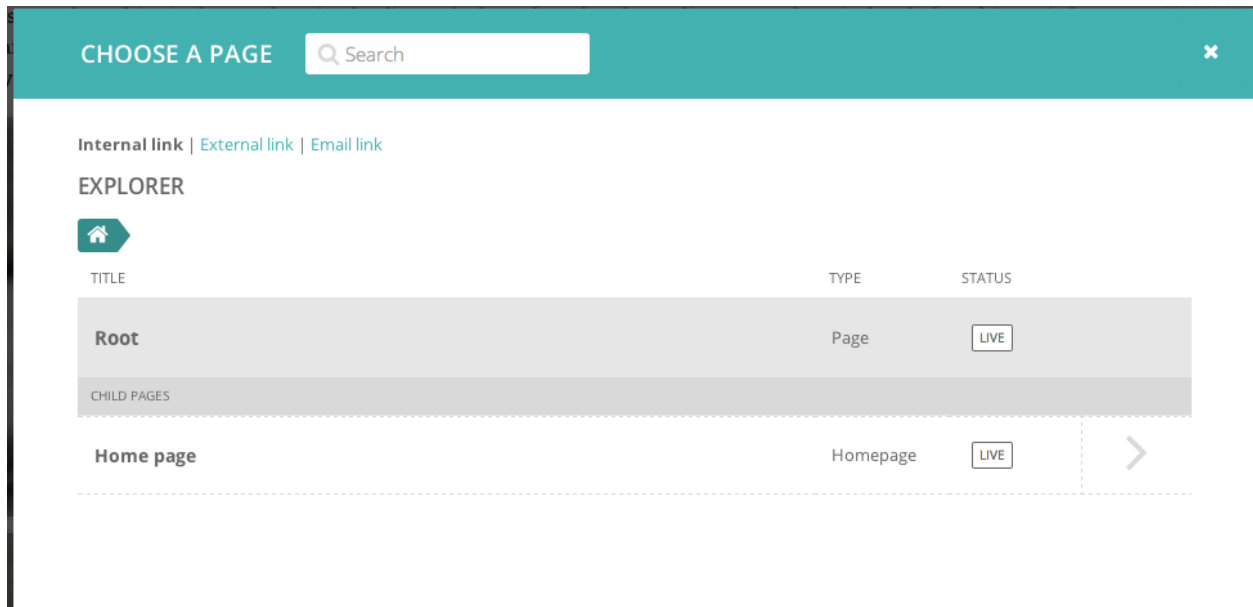 CHOOSE A PAGE Search
Internal link | External link | Email link
EXPLORER
TITLE TYPE STATUS
Root Page LIVE
CHILD PAGES
Home page Homepage LIVE